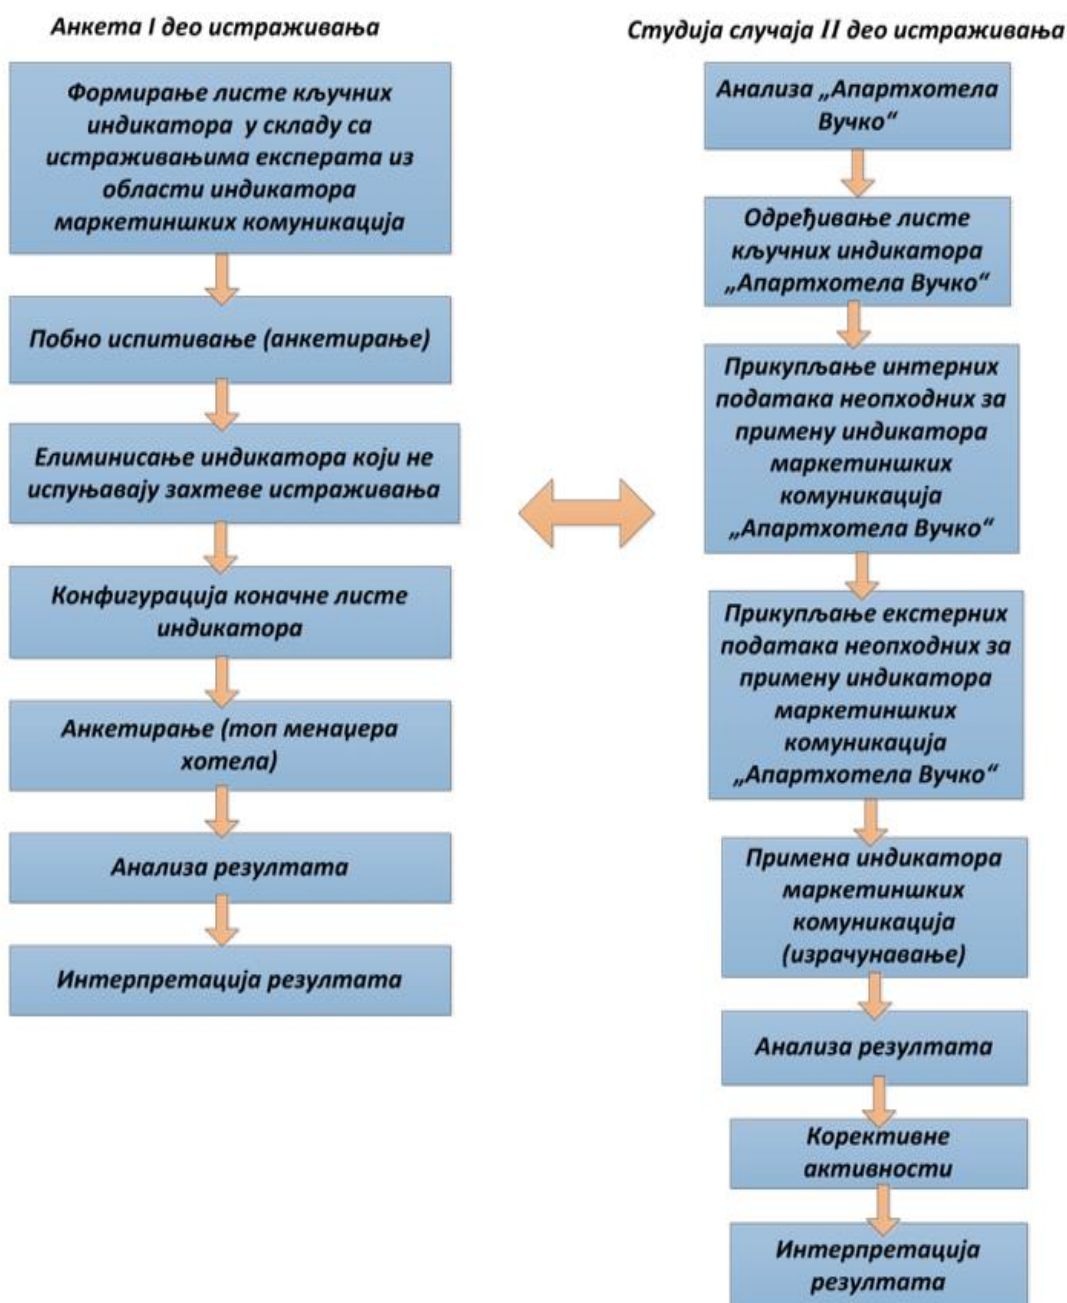 Анкета I део истраживања
Формирање листе кључних
индикатора у складу са
истраживањима експерата из
области индикатора
маркетиншких комуникација
Побно испитивање (анкетирање)
Елиминисање индикатора који не
испуњавају захтеве истраживања
Конфигурација коначне листе
индикатора
Анкетирање (топ менаџера
хотела)
Анализа резултата
Интерпретација резултата
Студија случаја II део истраживања
Анализа „Апартхотела
Вучко“
Одређивање листе
кључних индикатора
„Апартхотела Вучко“
Прикупљање интерних
података неопходних за
примену индикатора
маркетиншких
комуникација
„Апартхотела Вучко“
Прикупљање екстерних
података неопходних за
примену индикатора
маркетиншких
комуникација
„Апартхотела Вучко“
Примена индикатора
маркетиншких
комуникација
(израчунавање)
Анализа резултата
Корективне
активности
Интерпретација
резултата